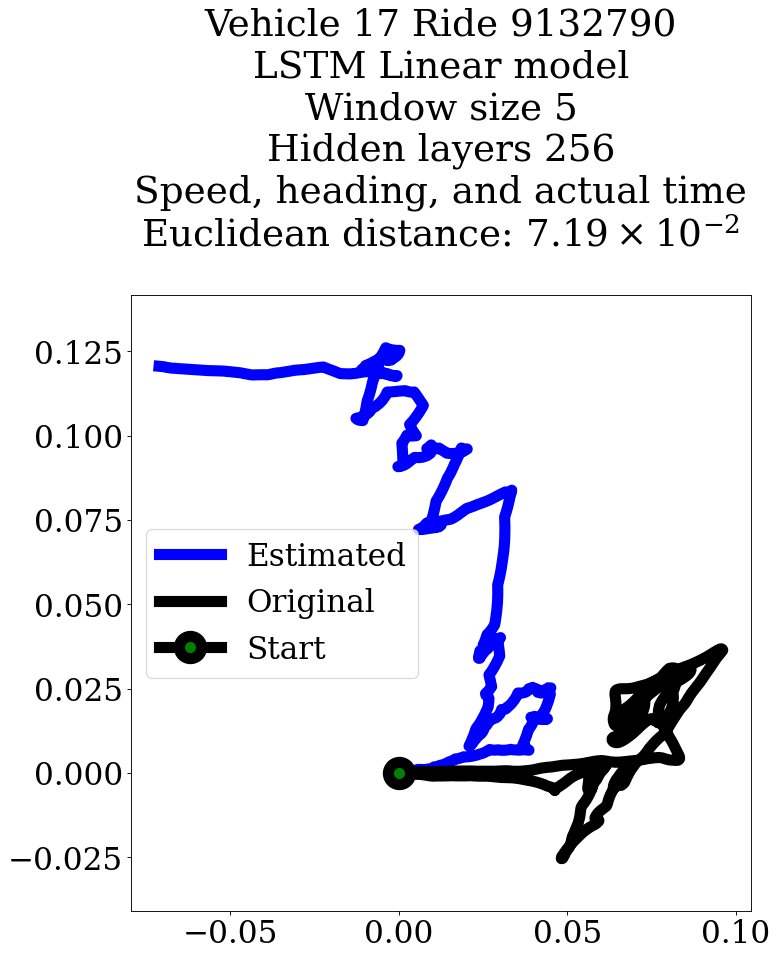 Vehicle 17 Ride 9132790
LSTM Linear model
Window size 5
Hidden layers 256
Speed, heading, and actual time
Euclidean distance: 7.19 × 10⁻²
0.125
0.100
0.075
0.050
0.025
0.000
−0.025
Estimated
Original
Start
−0.05
0.00
0.05
0.10